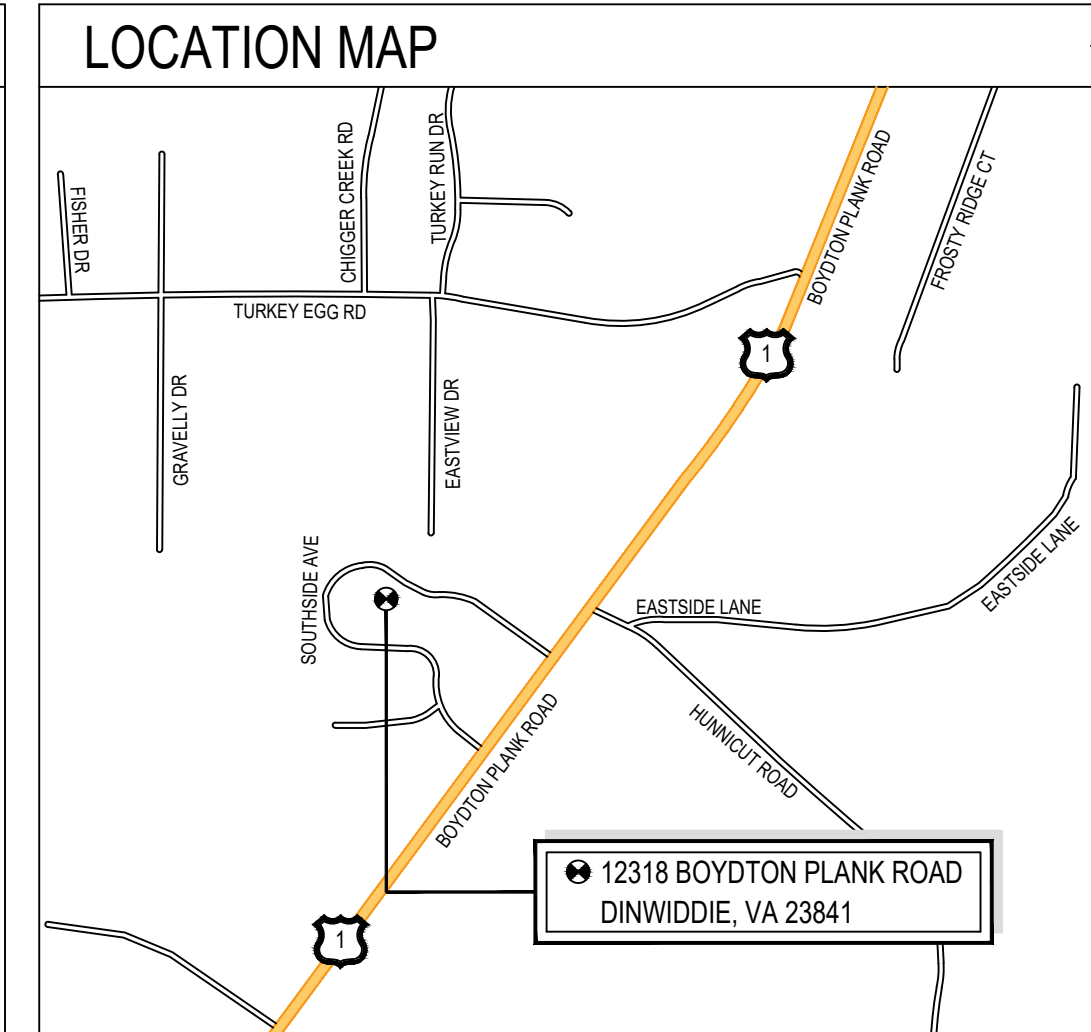 LOCATION MAP
FISHER DR
CHIGGER CREEK RD
TURKEY RUN DR
BOYDTON PLANK ROAD
FROSTY RIDGE CT
TURKEY EGG RD
1
GRAVELLY DR
EASTVIEW DR
SOUTHSIDE AVE
EASTSIDE LANE
EASTSIDE LANE
HUNNICUT ROAD
BOYDTON PLANK ROAD
12318 BOYDTON PLANK ROAD
DINWIDDIE, VA 23841
1